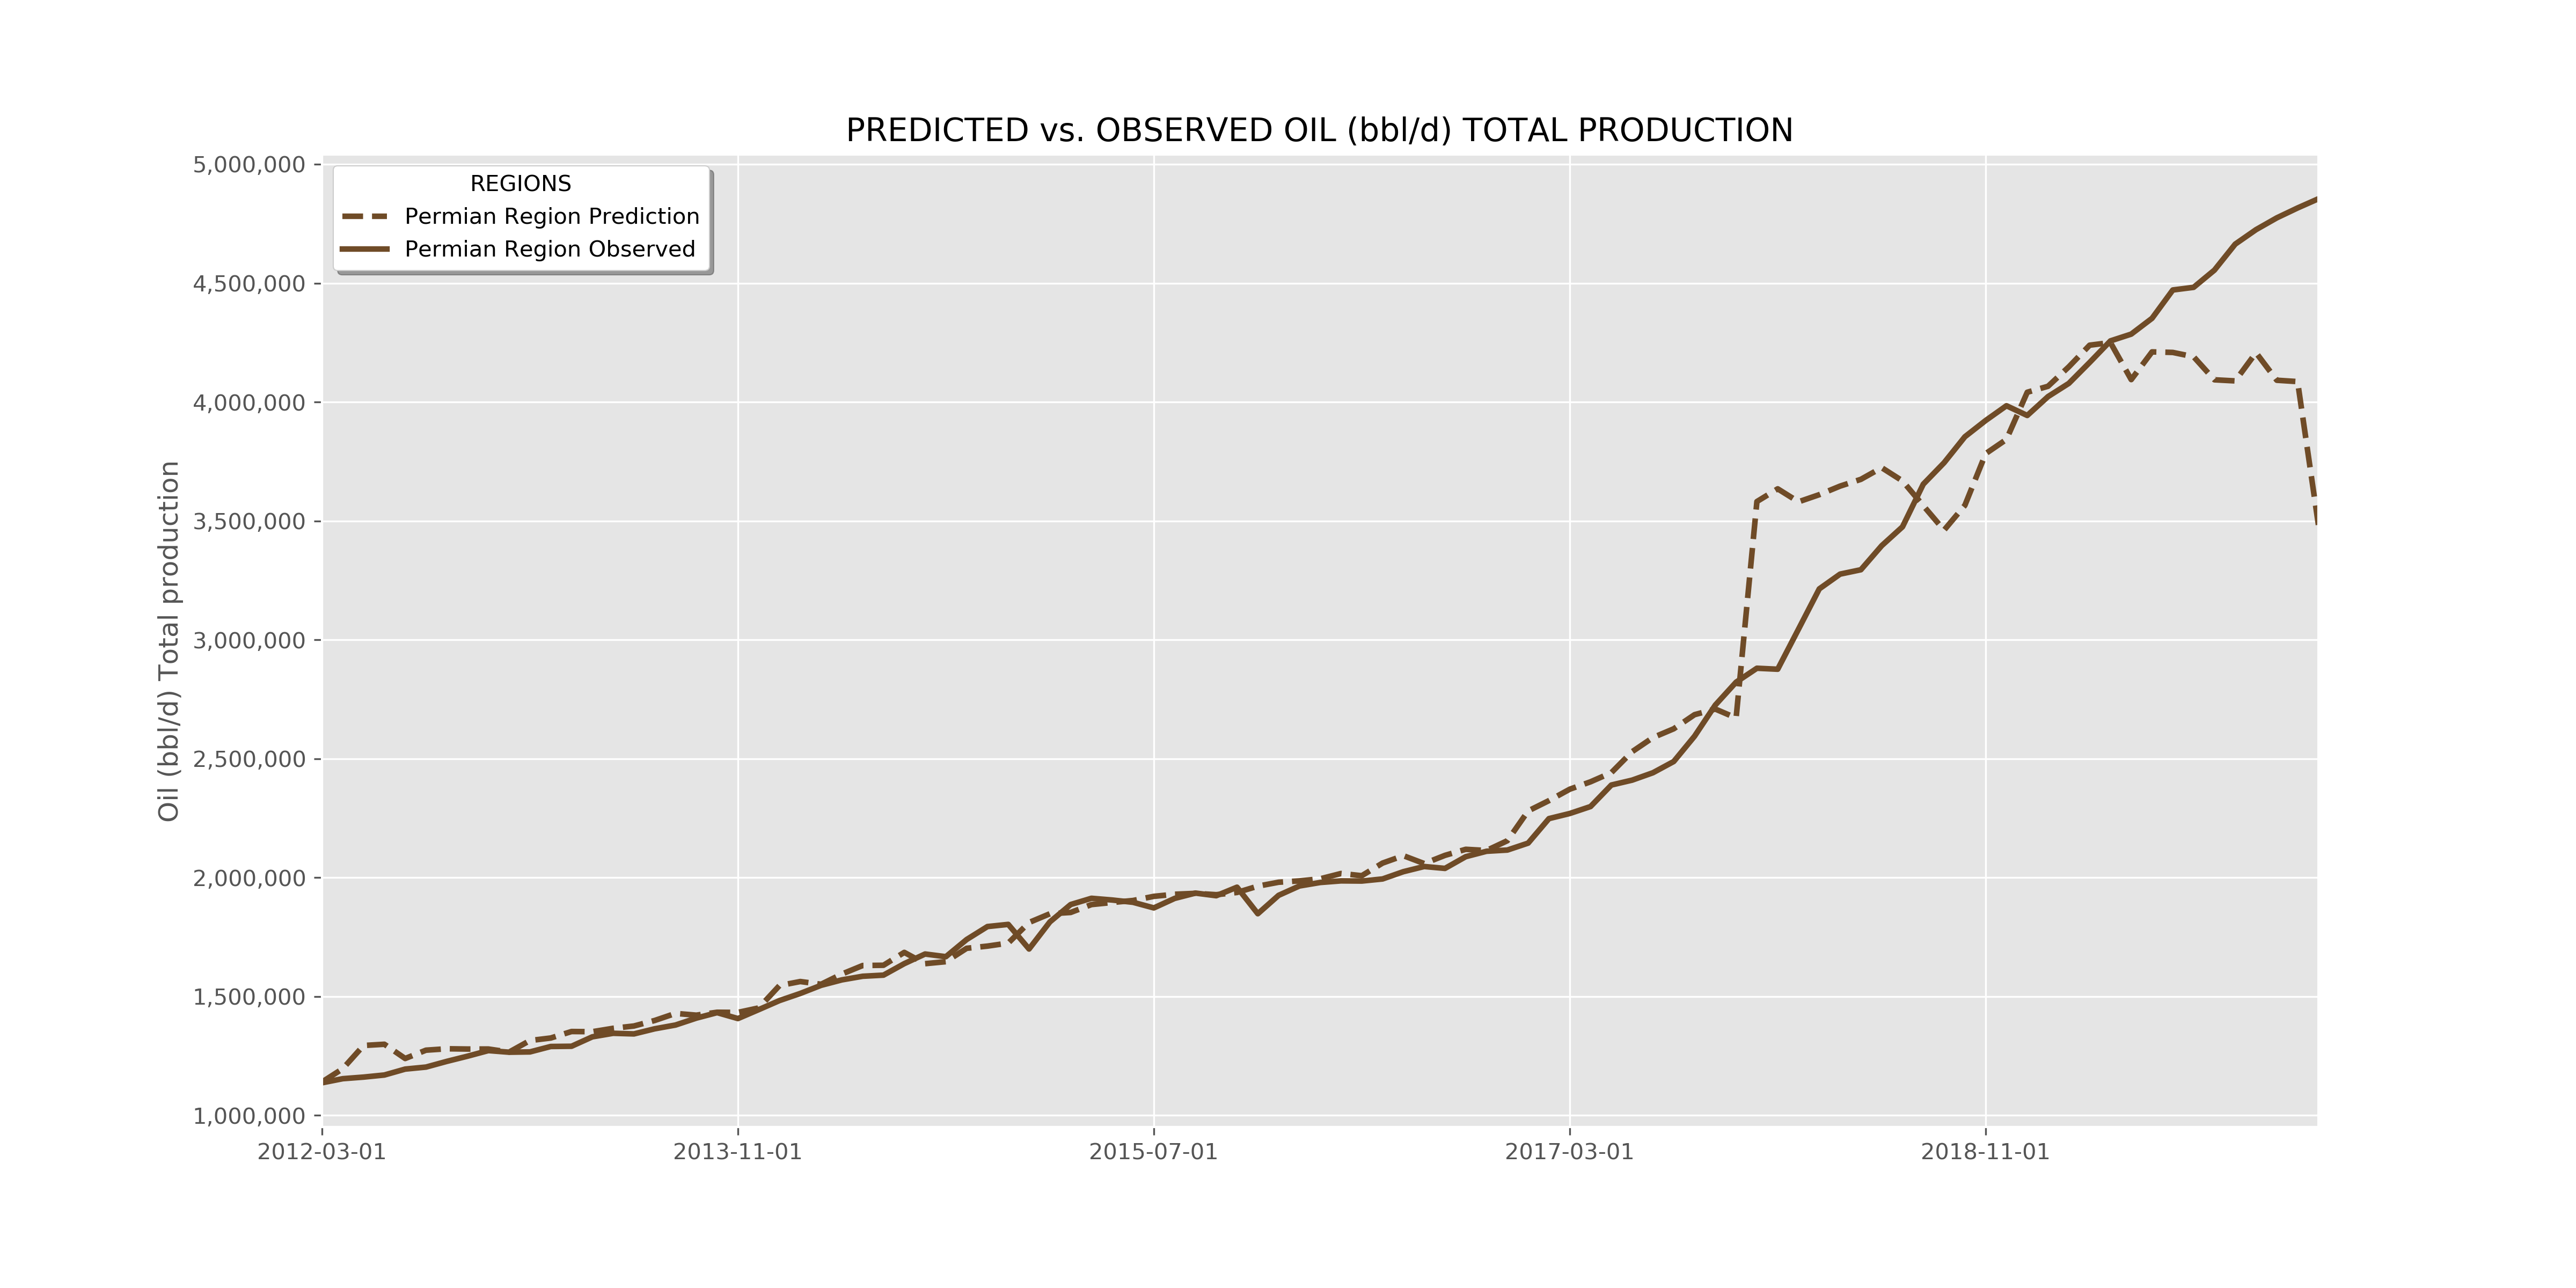 PREDICTED vs. OBSERVED OIL (bbl/d) TOTAL PRODUCTION
REGIONS
Permian Region Prediction
Permian Region Observed
Oil (bbl/d) Total production
5,000,000
4,500,000
4,000,000
3,500,000
3,000,000
2,500,000
2,000,000
1,500,000
1,000,000
2012-03-01
2013-11-01
2015-07-01
2017-03-01
2018-11-01